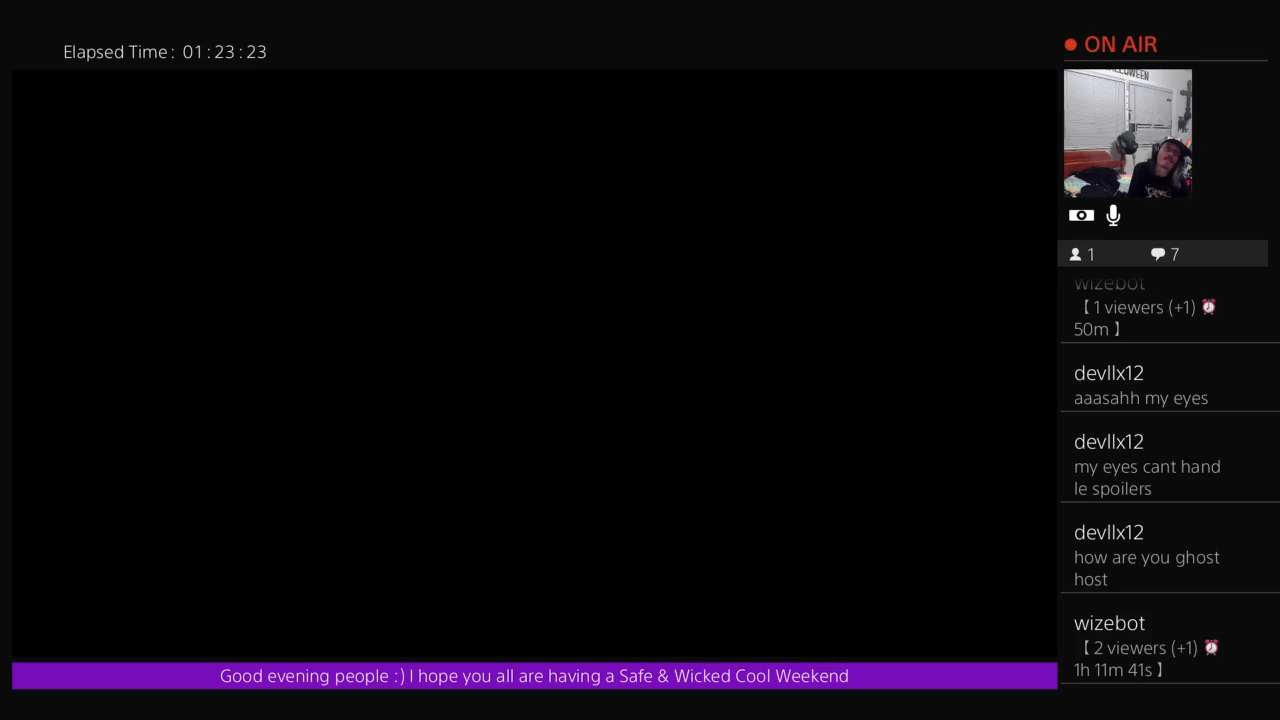 Elapsed Time: 01:23:23
ON AIR
1
7
wizebot
【 1 viewers (+1) ⏰
50m 】
devllx12
aaasahh my eyes
devllx12
my eyes cant hand
le spoilers
devllx12
how are you ghost
host
wizebot
【 2 viewers (+1) ⏰
1h 11m 41s 】
Good evening people :) I hope you all are having a Safe & Wicked Cool Weekend